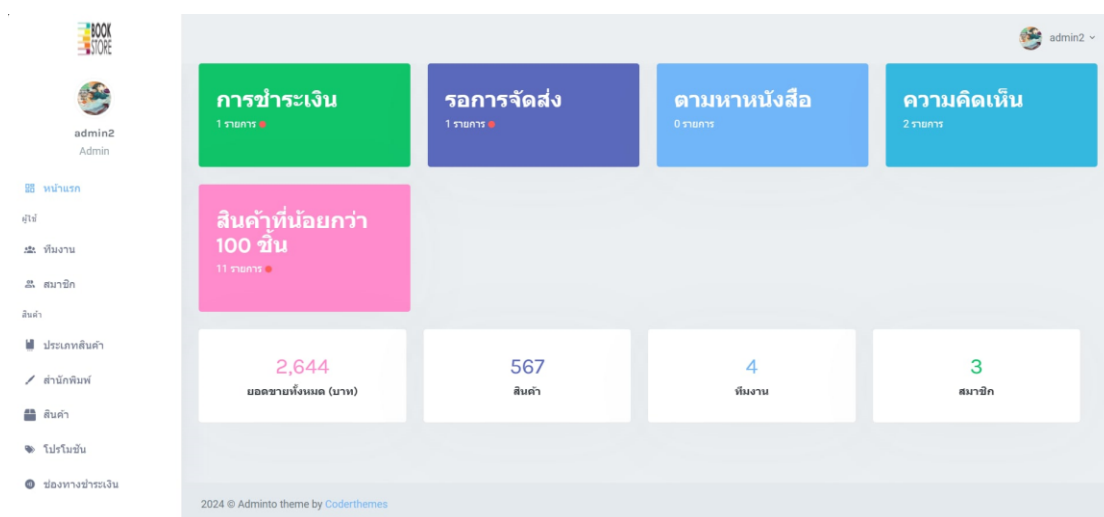 BOOK
STORE
admin2
admin2
Admin
หน้าแรก
ผู้ใช้
ทีมงาน
สมาชิก
สินค้า
ประเภทสินค้า
สำนักพิมพ์
สินค้า
โปรโมชัน
ช่องทางชำระเงิน
การชำระเงิน
1 รายการ
รอการจัดส่ง
1 รายการ
ตามหาหนังสือ
0 รายการ
ความคิดเห็น
2 รายการ
สินค้าที่น้อยกว่า
100 ชิ้น
11 รายการ
2,644
ยอดขายทั้งหมด (บาท)
567
สินค้า
4
ทีมงาน
3
สมาชิก
2024 © Adminto theme by Coderthemes